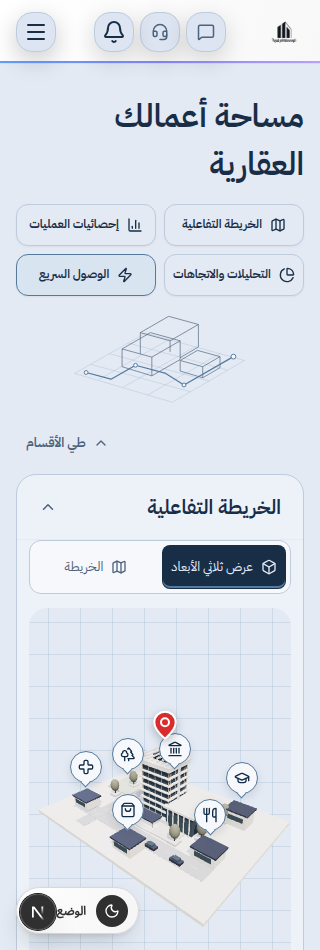 مساحة أعمالك
العقارية
الخريطة التفاعلية
إحصائيات العمليات
التحليلات والاتجاهات
الوصول السريع
طي الأقسام
الخريطة التفاعلية
عرض ثلاثي الأبعاد
الخريطة
الوضع
N